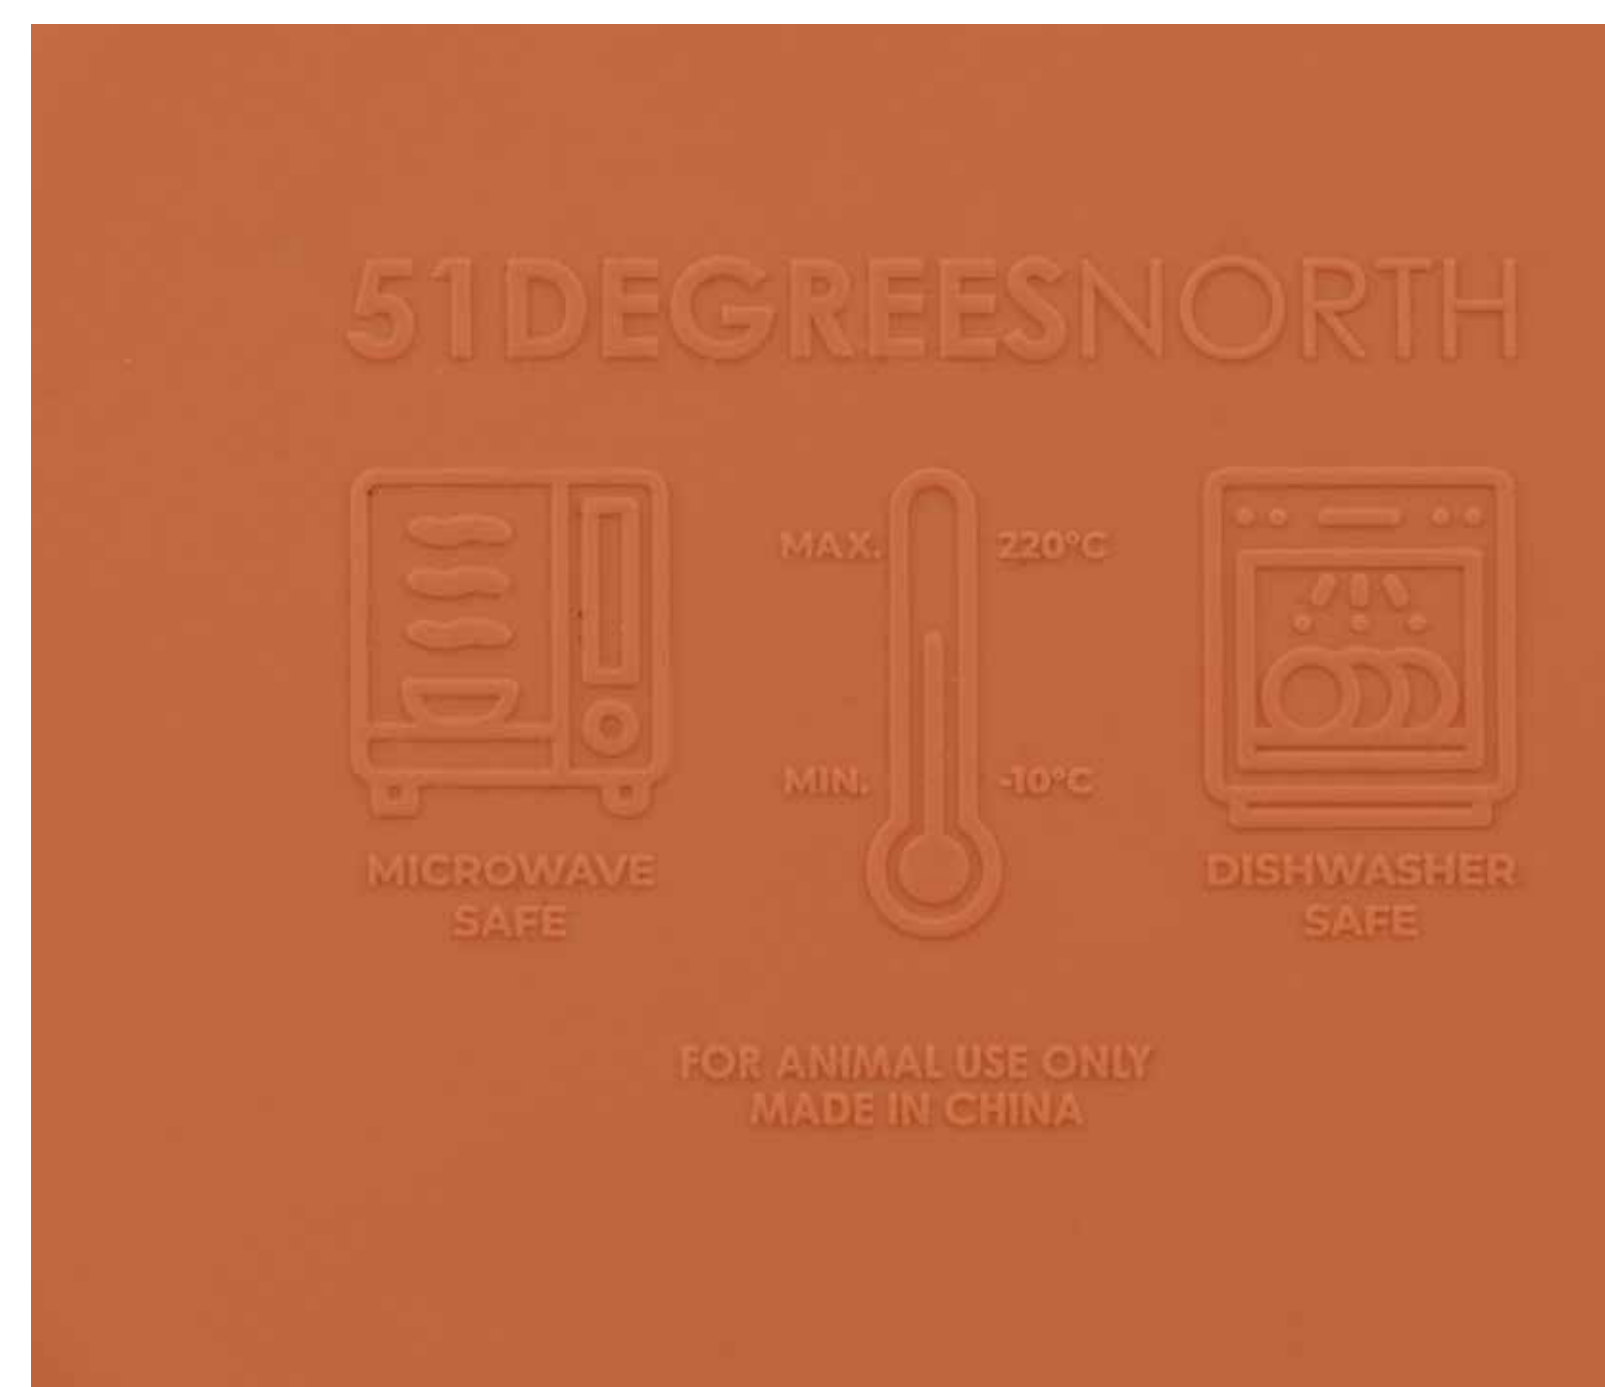 51DEGREESNORTH
MAX. 220°C
MIN. -10°C
MICROWAVE
SAFE
DISHWASHER
SAFE
FOR ANIMAL USE ONLY
MADE IN CHINA